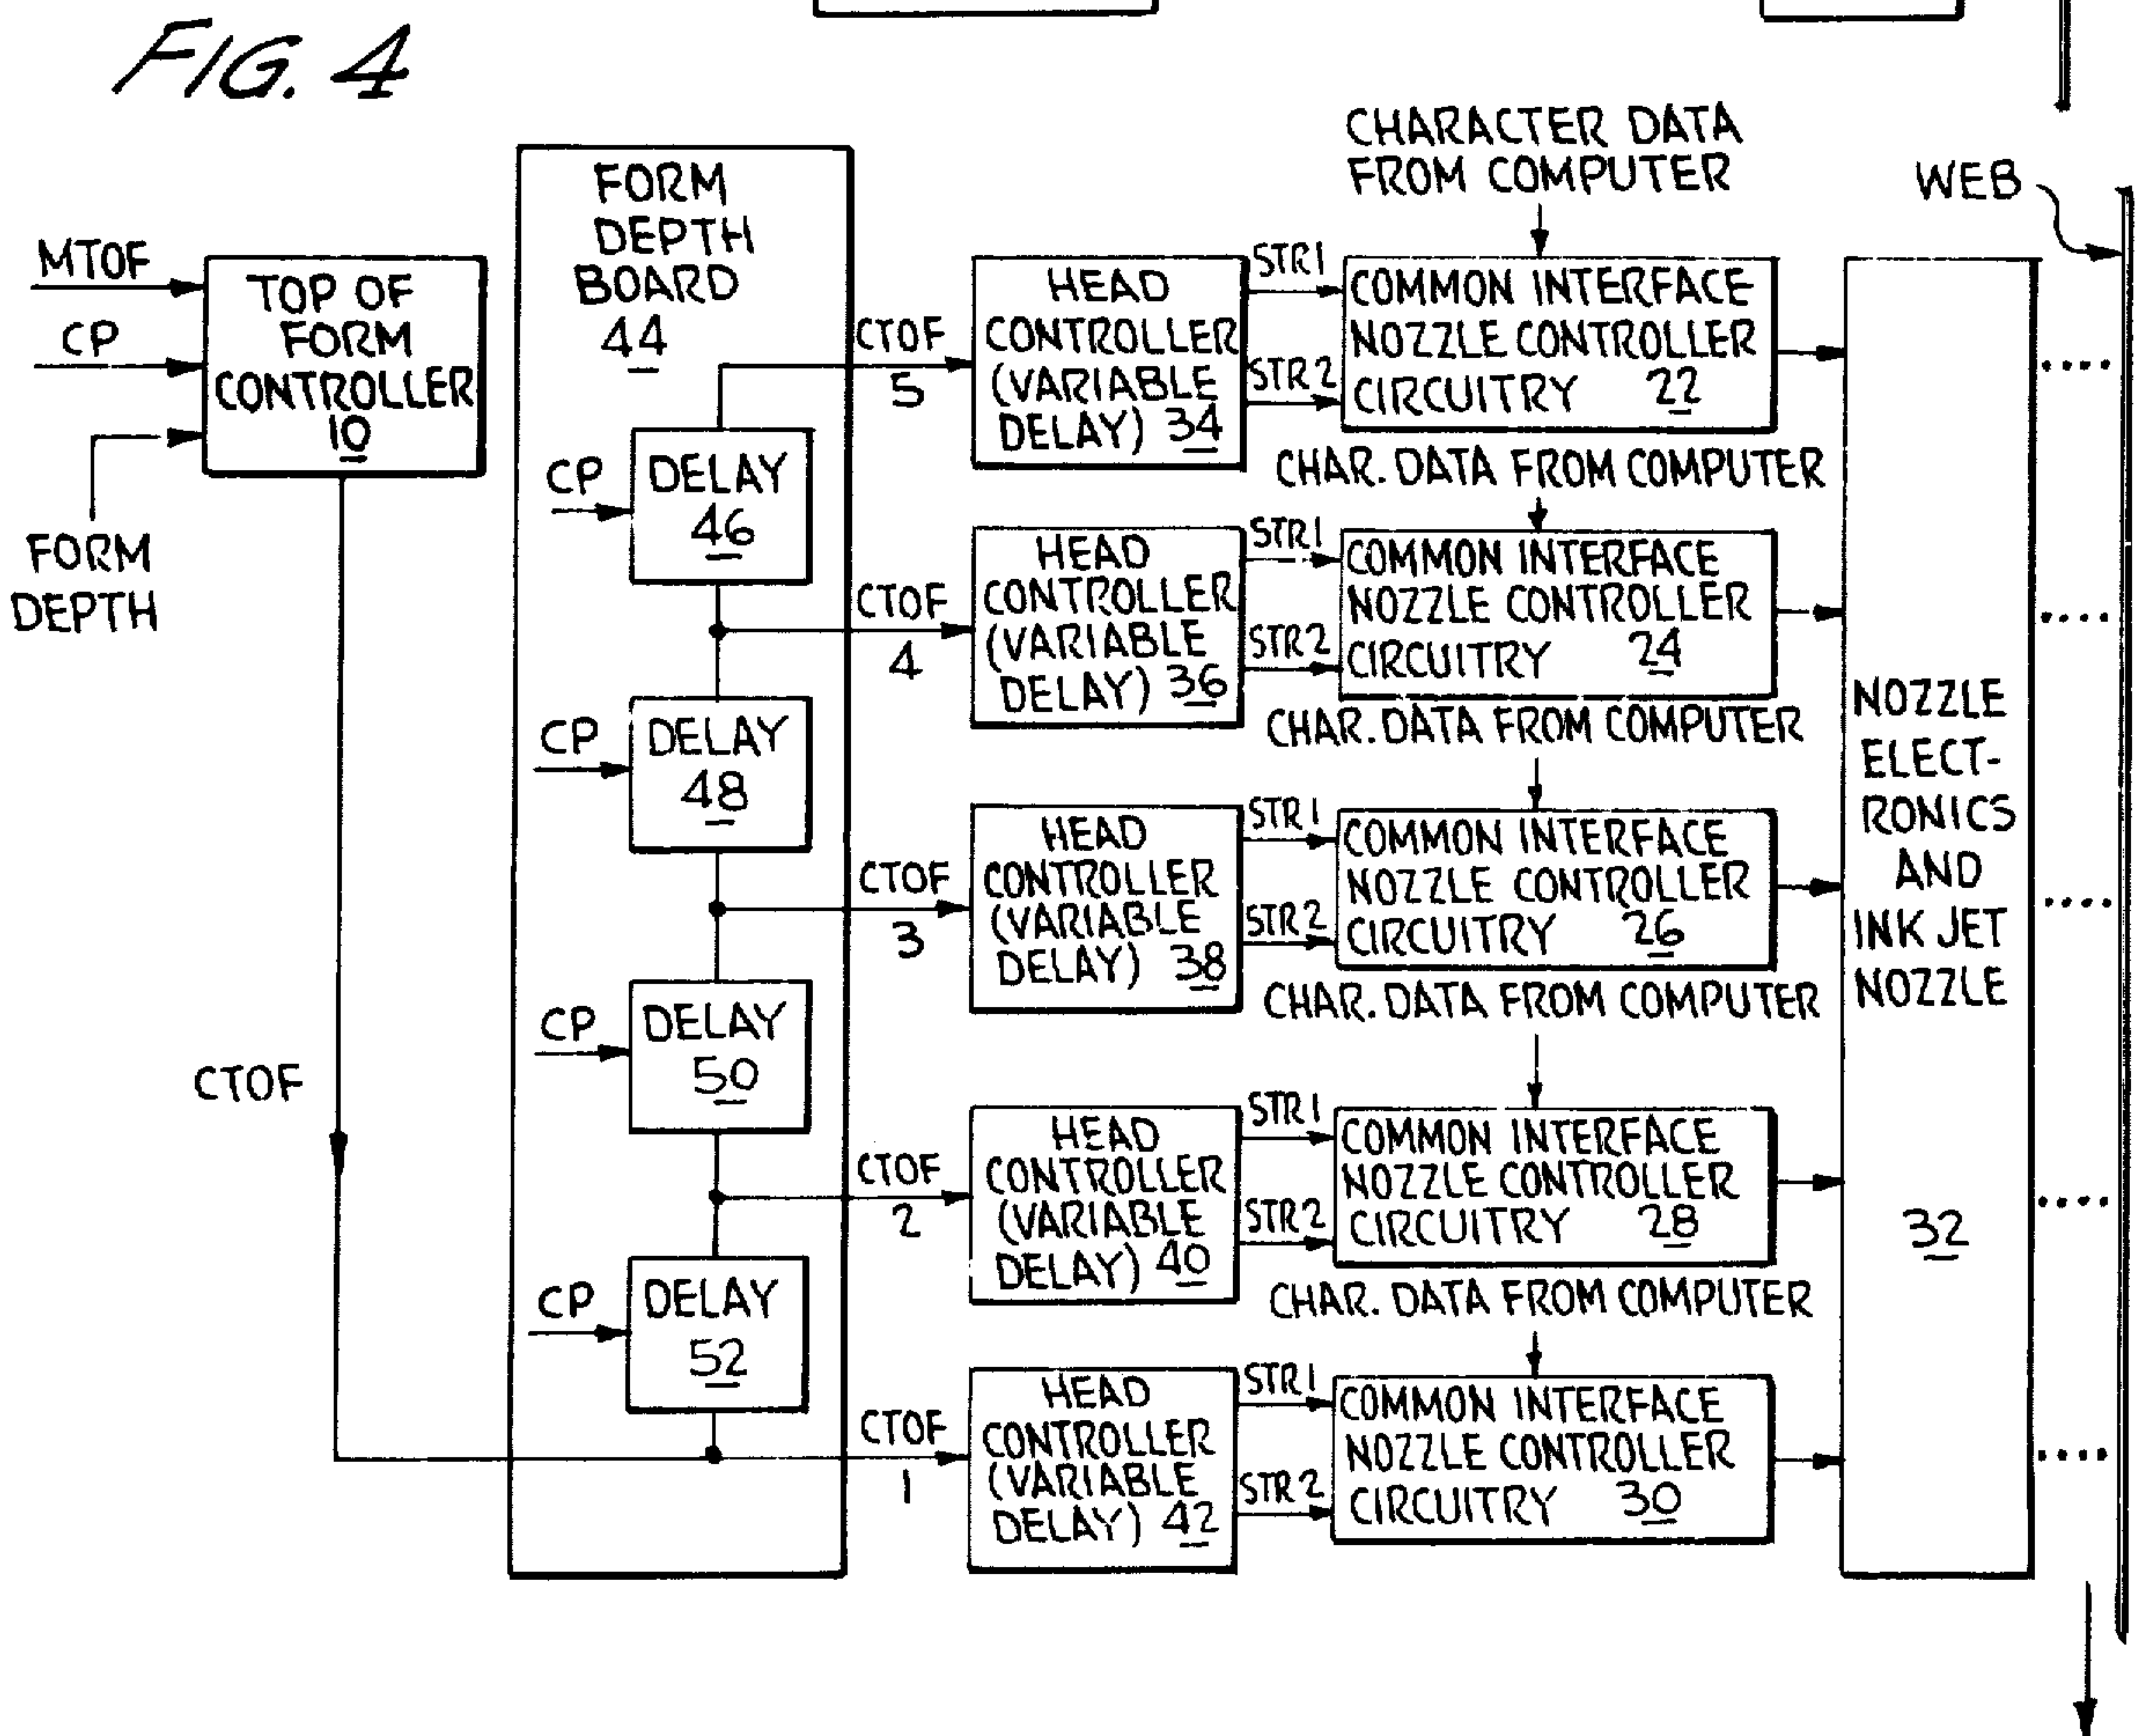 FIG. 4
MTOF
CP
FORM
DEPTH
TOP OF
FORM
CONTROLLER
10
CTOF
FORM
DEPTH
BOARD
44
CP
DELAY
46
CP
DELAY
48
CP
DELAY
50
CP
DELAY
52
CTOF
5
HEAD
CONTROLLER
(VARIABLE
DELAY) 34
STR1
STR2
CHARACTER DATA
FROM COMPUTER
COMMON INTERFACE
NOZZLE CONTROLLER
CIRCUITRY 22
CTOF
4
HEAD
CONTROLLER
(VARIABLE
DELAY) 36
STR1
STR2
CHAR. DATA FROM COMPUTER
COMMON INTERFACE
NOZZLE CONTROLLER
CIRCUITRY 24
CTOF
3
HEAD
CONTROLLER
(VARIABLE
DELAY) 38
STR1
STR2
CHAR. DATA FROM COMPUTER
COMMON INTERFACE
NOZZLE CONTROLLER
CIRCUITRY 26
CTOF
2
HEAD
CONTROLLER
(VARIABLE
DELAY) 40
STR1
STR2
CHAR. DATA FROM COMPUTER
COMMON INTERFACE
NOZZLE CONTROLLER
CIRCUITRY 28
CTOF
1
HEAD
CONTROLLER
(VARIABLE
DELAY) 42
STR1
STR2
CHAR. DATA FROM COMPUTER
COMMON INTERFACE
NOZZLE CONTROLLER
CIRCUITRY 30
NOZZLE
ELECT-
RONICS
AND
INK JET
NOZZLE
32
WEB